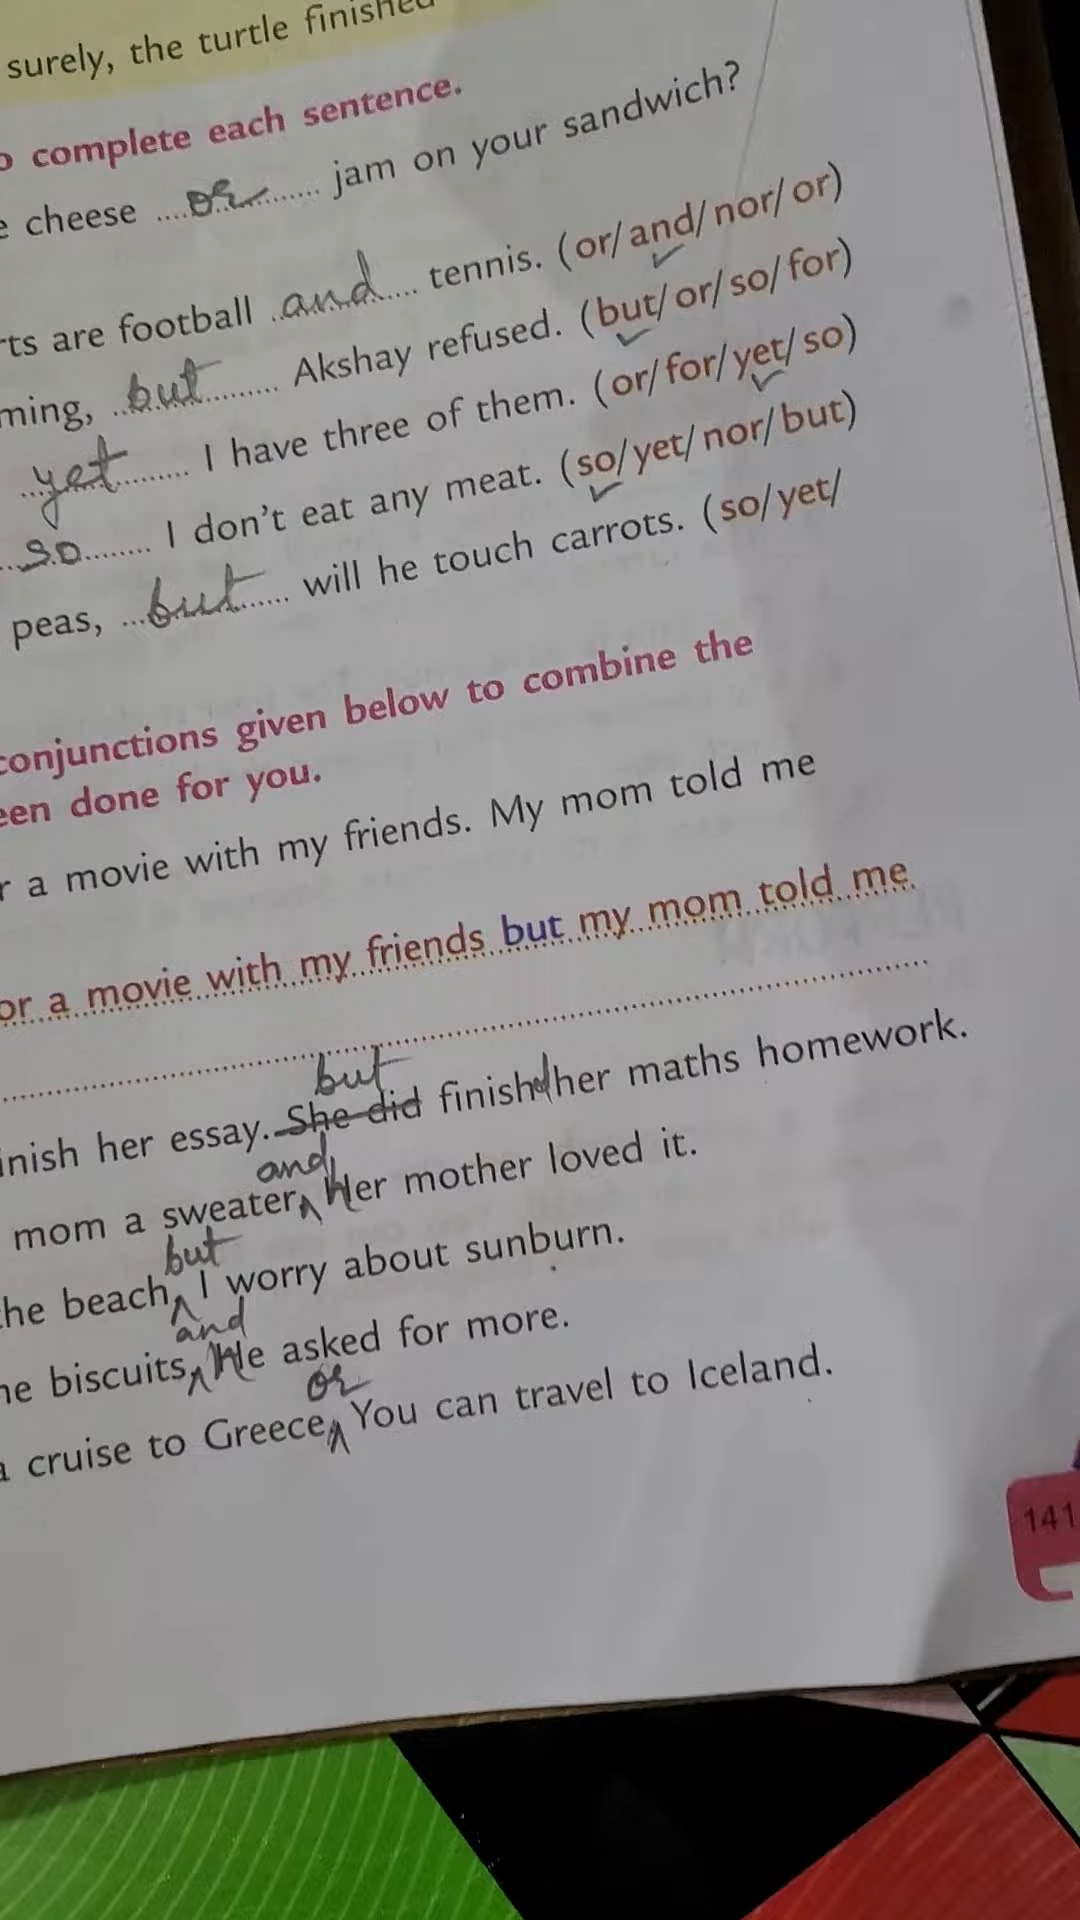 surely, the turtle finished
complete each sentence.
cheese ....or........ jam on your sandwich?
ts are football ..and.... tennis. (or/and/nor/or)
ming, ..but.......... Akshay refused. (but/or/so/for)
...yet.......... I have three of them. (or/for/yet/so)
...so........ I don't eat any meat. (so/yet/nor/but)
peas, ...but....... will he touch carrots. (so/yet/
conjunctions given below to combine the
een done for you.
r a movie with my friends. My mom told me
or a movie with my friends but my mom told me
but
inish her essay. She did finished her maths homework.
and
mom a sweater, Her mother loved it.
but
he beach, I worry about sunburn.
and
ne biscuits, He asked for more.
or
a cruise to Greece, You can travel to Iceland.
141